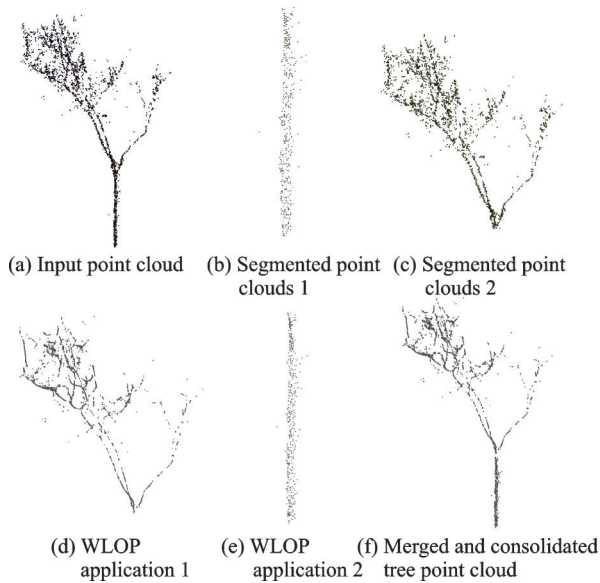 (a) Input point cloud
(b) Segmented point
clouds 1
(c) Segmented point
clouds 2
(d) WLOP
application 1
(e) WLOP
application 2
(f) Merged and consolidated
tree point cloud